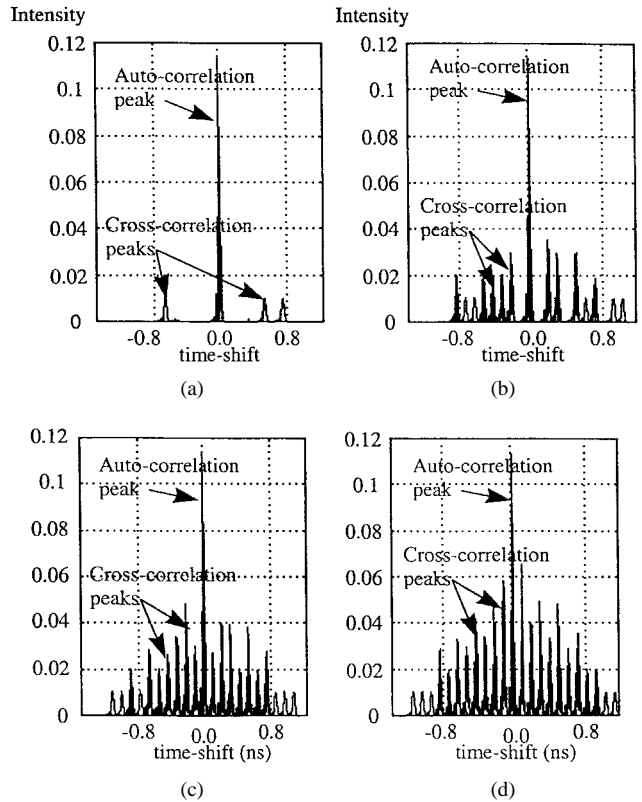 Intensity
Intensity
0.12
0.1
0.08
0.06
0.04
0.02
0
Auto-correlation
peak
Cross-correlation
peaks
-0.8
0.0
0.8
time-shift
(a)
0.12
0.1
0.08
0.06
0.04
0.02
0
Auto-correlation
peak
Cross-correlation
peaks
-0.8
0.0
0.8
time-shift
(b)
0.12
0.1
0.08
0.06
0.04
0.02
0
Auto-correlation
peak
Cross-correlation
peaks
-0.8
0.0
0.8
time-shift (ns)
(c)
0.12
0.1
0.08
0.06
0.04
0.02
0
Auto-correlation
peak
Cross-correlation
peaks
-0.8
0.0
0.8
time-shift (ns)
(d)